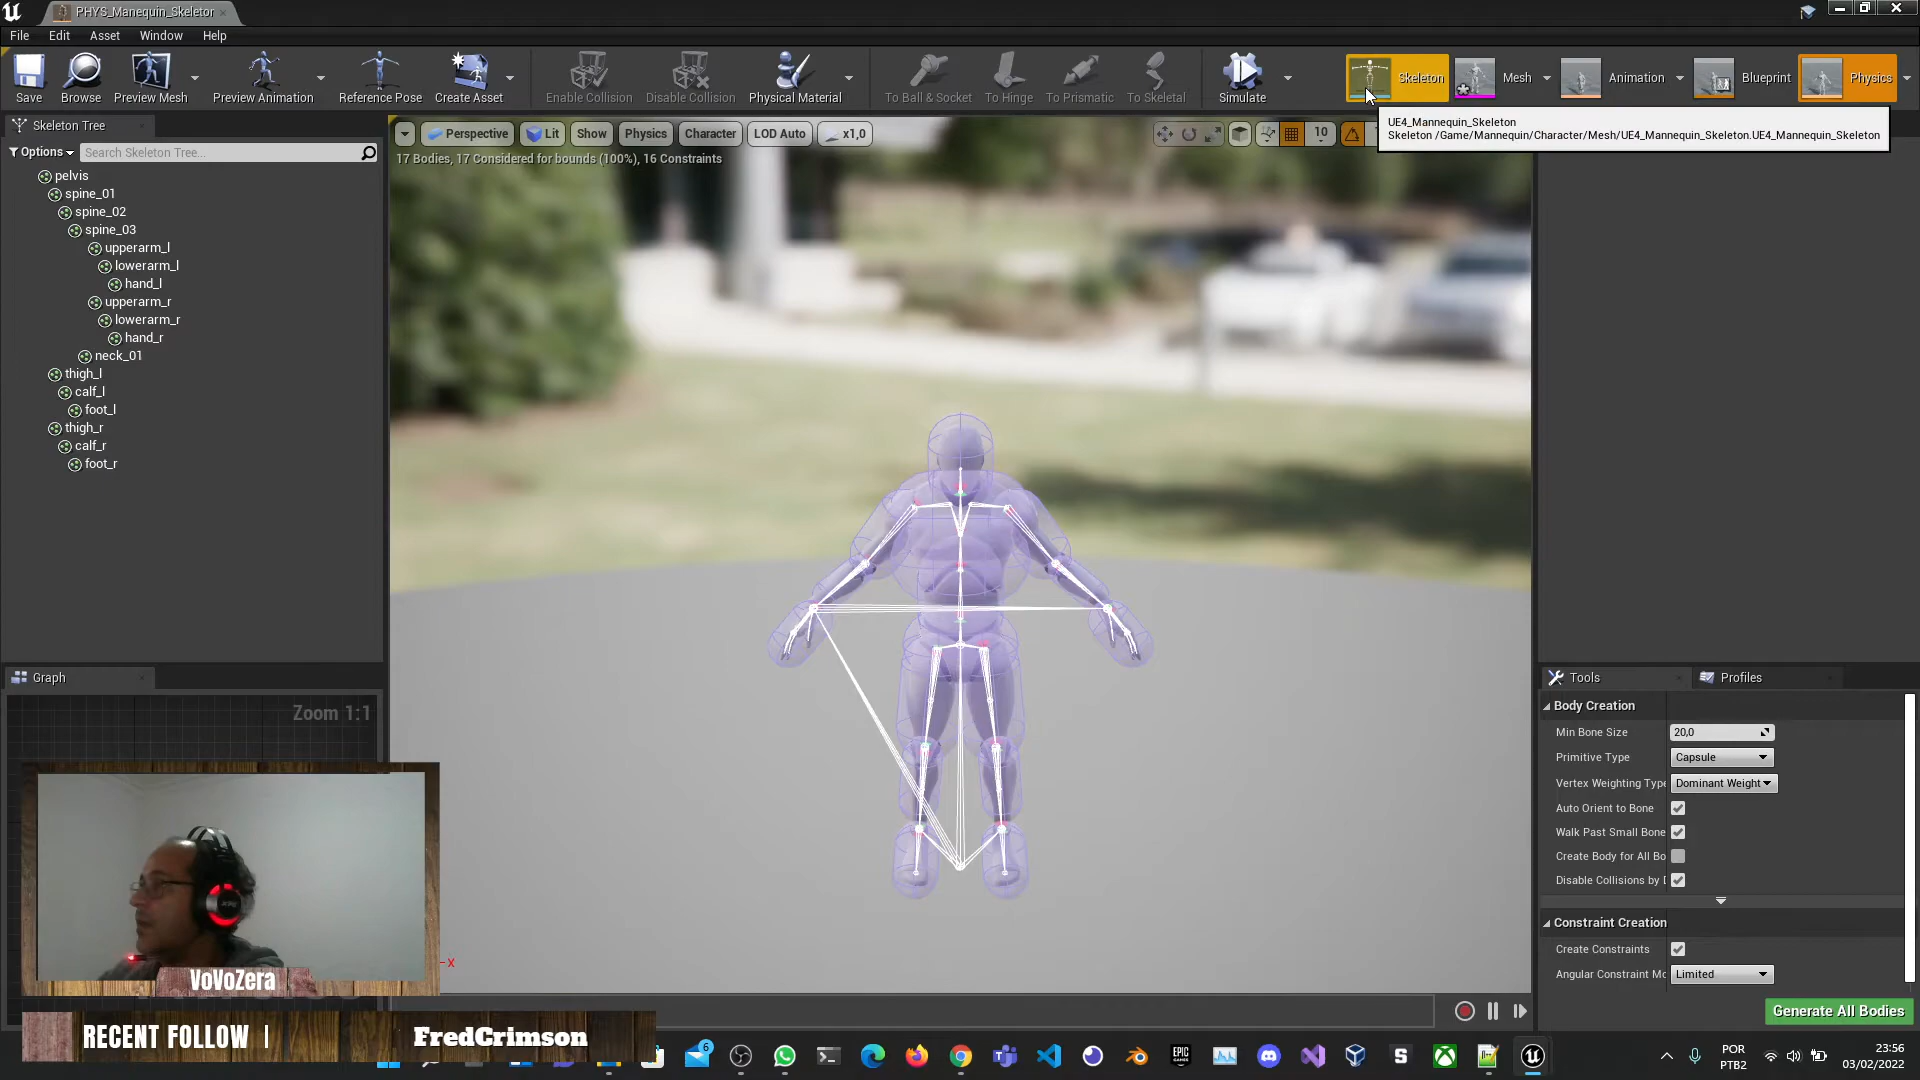 PHYS_Manequin_Skeletor
File Edit Asset Window Help
Save Browse Preview Mesh Preview Animation Reference Pose Create Asset Enable Collision Disable Collision Physical Material To Ball & Socket To Hinge To Prismatic To Skeletal Simulate Skeleton Mesh Animation Blueprint Physics
UE4_Mannequin_Skeleton
Skeleton /Game/Mannequin/Character/Mesh/UE4_Mannequin_Skeleton.UE4_Mannequin_Skeleton
Skeleton Tree
Perspective Lit Show Physics Character LOD Auto x1,0 10
Options Search Skeleton Tree...
17 Bodies, 17 Considered for bounds (100%), 16 Constraints
pelvis
spine_01
spine_02
spine_03
upperarm_l
lowerarm_l
hand_l
upperarm_r
lowerarm_r
hand_r
neck_01
thigh_l
calf_l
foot_l
thigh_r
calf_r
foot_r
Graph
Zoom 1:1
Tools Profiles
Body Creation
Min Bone Size 20,0
Primitive Type Capsule
Vertex Weighting Type Dominant Weight
Auto Orient to Bone
Walk Past Small Bone
Create Body for All Bo
Disable Collisions by D
Constraint Creation
Create Constraints
Angular Constraint Mo Limited
Generate All Bodies
X
VoVoZera
RECENT FOLLOW | FredCrimson
6
EPIC GAMES
POR
PTB2
23:56
03/02/2022